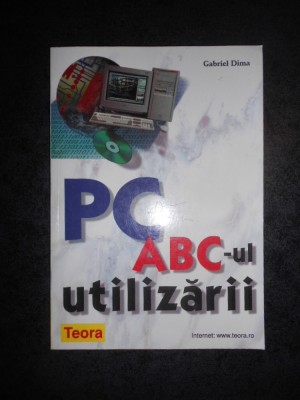 Gabriel Dima
PC
ABC-ul
utilizării
Teora
Internet: www.teora.ro